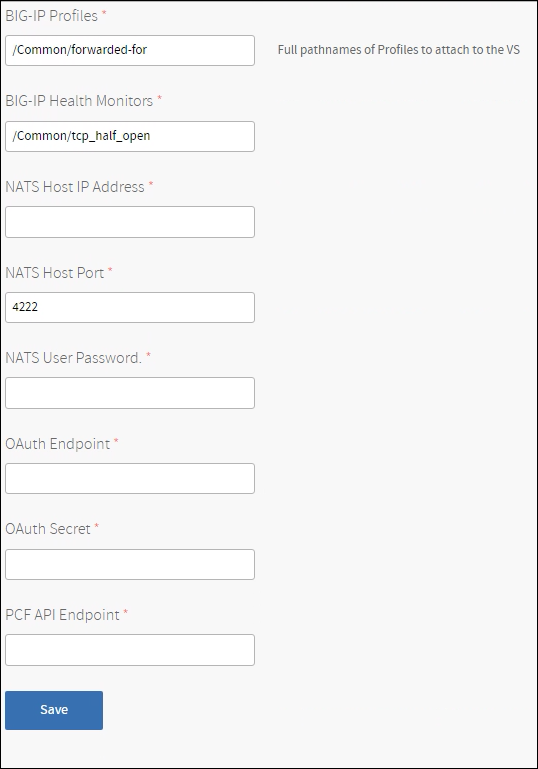 BIG-IP Profiles *
/Common/forwarded-for Full pathnames of Profiles to attach to the VS
BIG-IP Health Monitors *
/Common/tcp_half_open
NATS Host IP Address *
NATS Host Port *
4222
NATS User Password. *
OAuth Endpoint *
OAuth Secret *
PCF API Endpoint *
Save